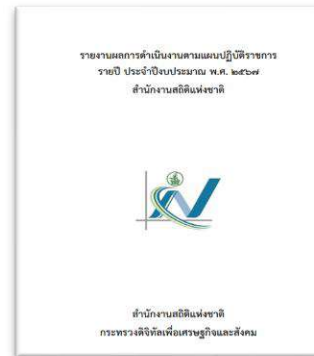 รายงานผลการดำเนินงานตามแผนปฏิบัติราชการ
รายปี ประจำปีงบประมาณ พ.ศ. ๒๕๖๗
สำนักงานสถิติแห่งชาติ
สำนักงานสถิติแห่งชาติ
กระทรวงดิจิทัลเพื่อเศรษฐกิจและสังคม